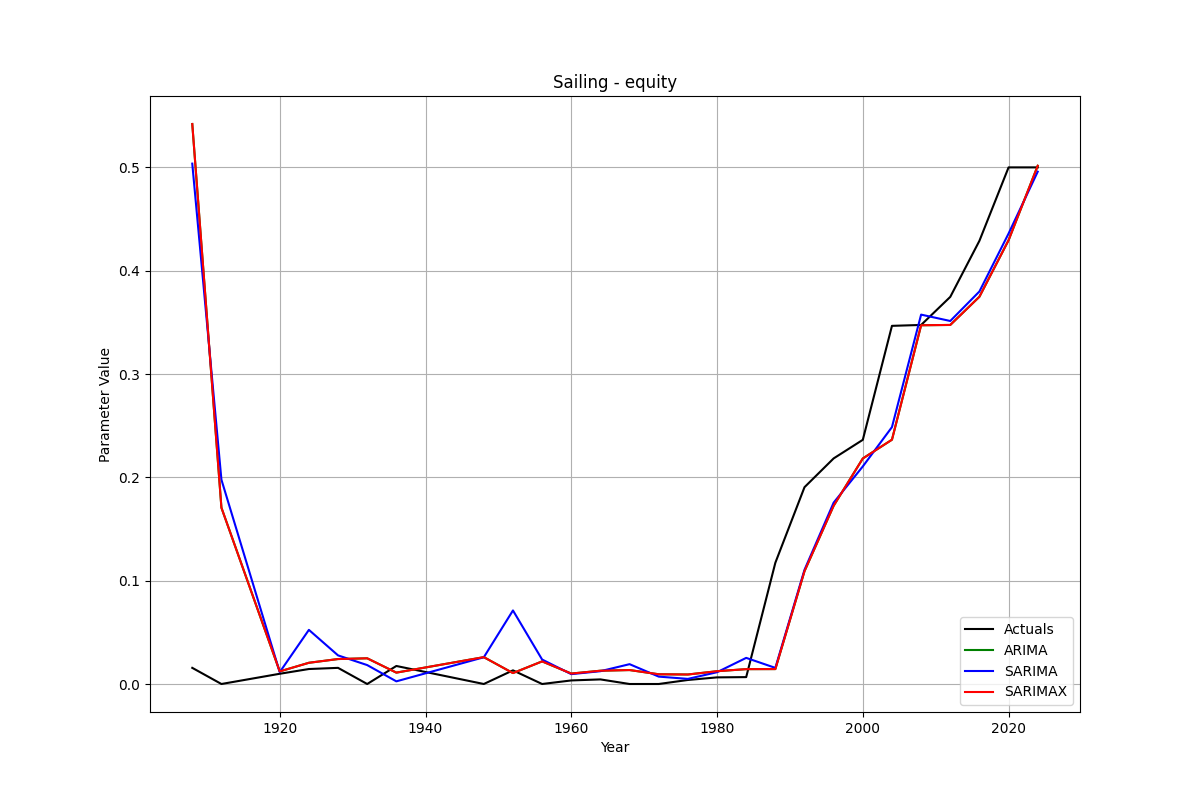 Sailing - equity
0.5
0.4
0.3
0.2
0.1
0.0
Parameter Value
1920 1940 1960 1980 2000 2020
Year
Actuals
ARIMA
SARIMA
SARIMAX